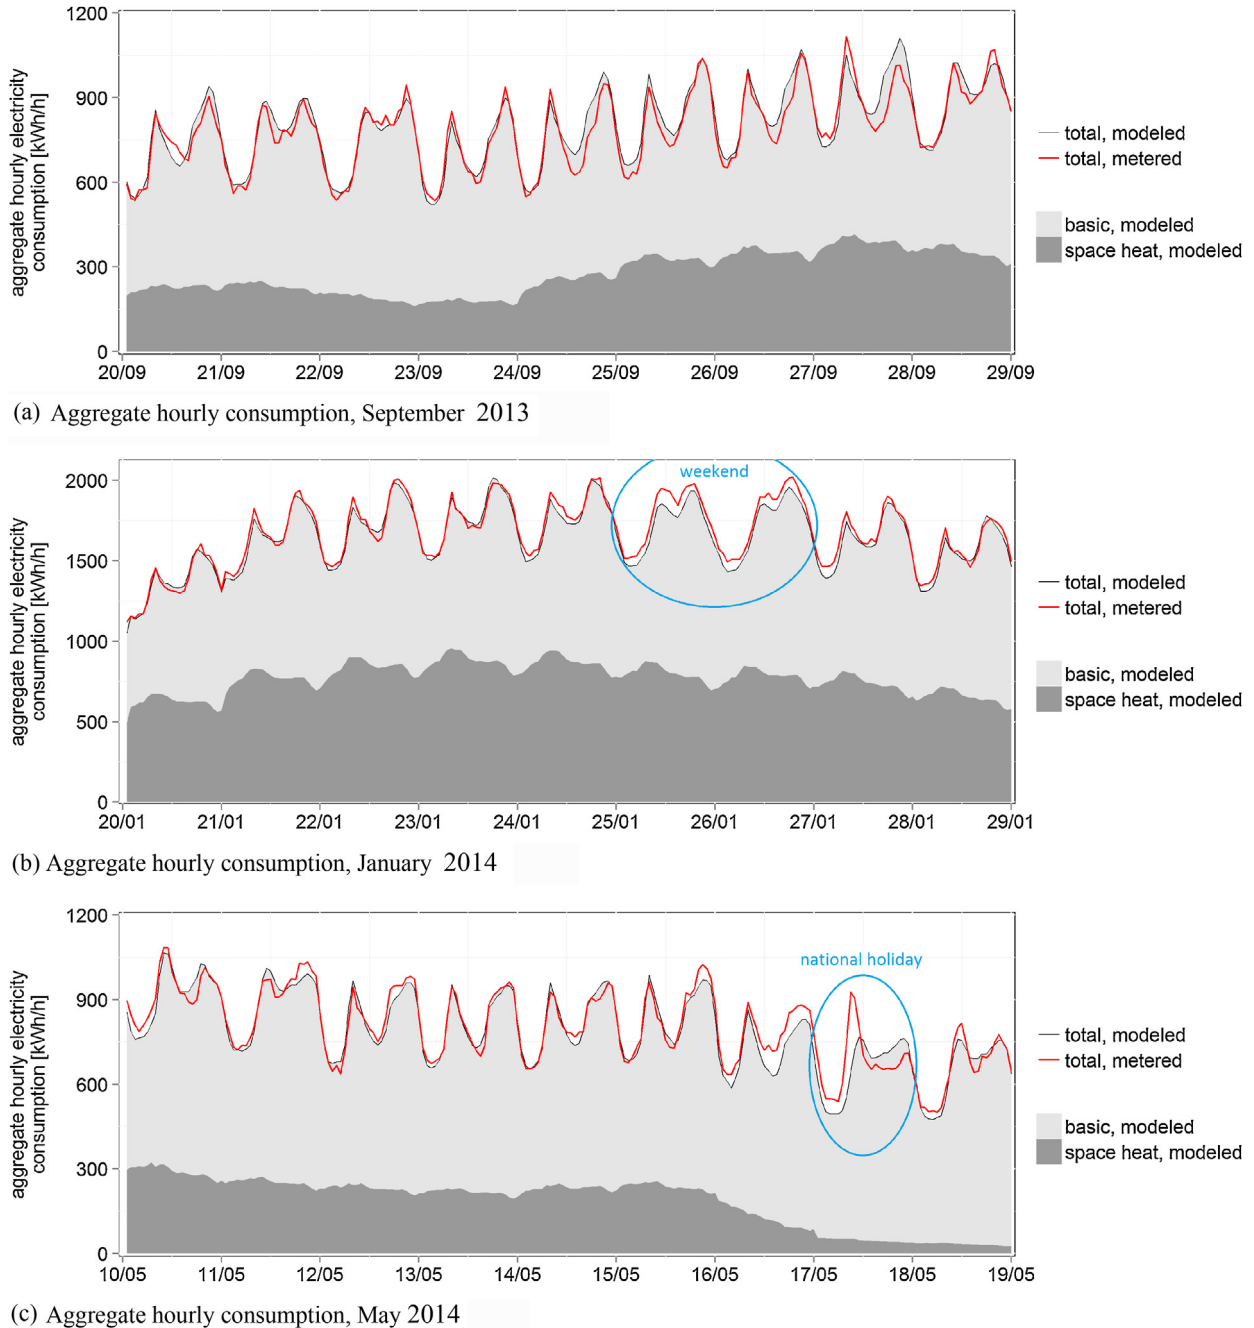 1200
900
600
300
0
aggregate hourly electricity
consumption [kWh/h]
20/09 21/09 22/09 23/09 24/09 25/09 26/09 27/09 28/09 29/09
total, modeled
total, metered
basic, modeled
space heat, modeled
(a) Aggregate hourly consumption, September 2013
2000
1500
1000
500
0
aggregate hourly electricity
consumption [kWh/h]
weekend
20/01 21/01 22/01 23/01 24/01 25/01 26/01 27/01 28/01 29/01
total, modeled
total, metered
basic, modeled
space heat, modeled
(b) Aggregate hourly consumption, January 2014
1200
900
600
300
0
aggregate hourly electricity
consumption [kWh/h]
national holiday
10/05 11/05 12/05 13/05 14/05 15/05 16/05 17/05 18/05 19/05
total, modeled
total, metered
basic, modeled
space heat, modeled
(c) Aggregate hourly consumption, May 2014